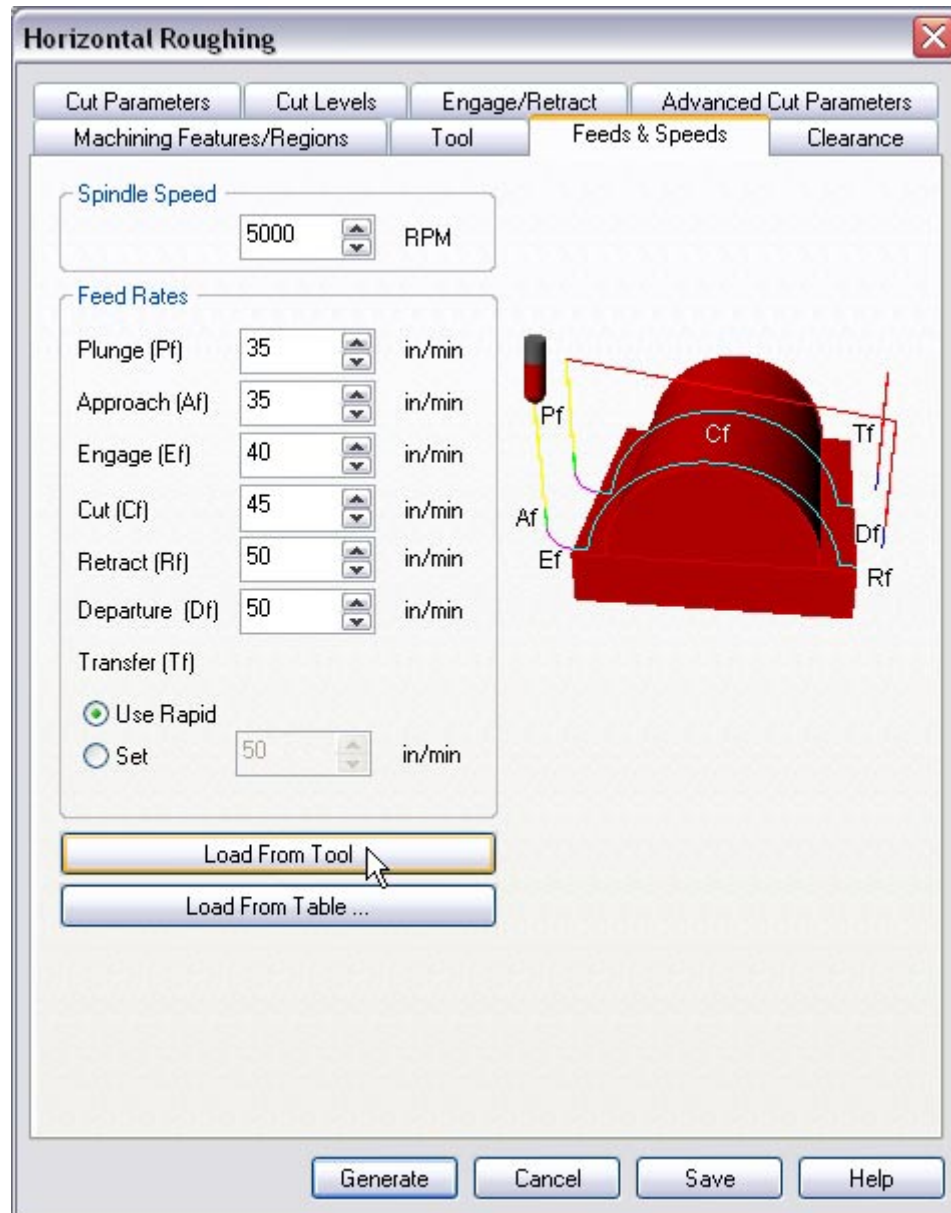 Horizontal Roughing
Cut Parameters Cut Levels Engage/Retract Advanced Cut Parameters
Machining Features/Regions Tool Feeds & Speeds Clearance
Spindle Speed
5000 RPM
Feed Rates
Plunge (Pf) 35 in/min
Approach (Af) 35 in/min
Engage (Ef) 40 in/min
Cut (Cf) 45 in/min
Retract (Rf) 50 in/min
Departure (Df) 50 in/min
Transfer (Tf)
Use Rapid
Set 50 in/min
Load From Tool
Load From Table ...
Pf
Cf
Tf
Af
Df
Ef
Rf
Generate Cancel Save Help